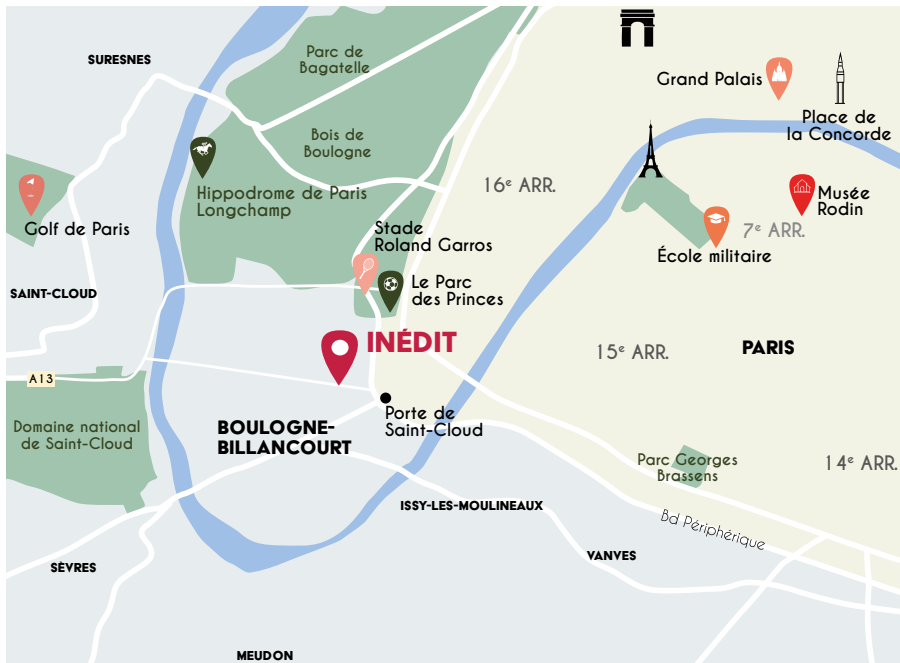 SURESNES
Parc de
Bagatelle
Grand Palais
Place de
la Concorde
Bois de
Boulogne
Hippodrome de Paris
Longchamp
16e ARR.
Musée
Rodin
Golf de Paris
Stade
Roland Garros
7e ARR.
École militaire
SAINT-CLOUD
Le Parc
des Princes
INÉDIT
15e ARR.
PARIS
A13
Domaine national
de Saint-Cloud
BOULOGNE-
BILLANCOURT
Porte de
Saint-Cloud
Parc Georges
Brassens
14e ARR.
ISSY-LES-MOULINEAUX
Bd Périphérique
VANVES
SÈVRES
MEUDON